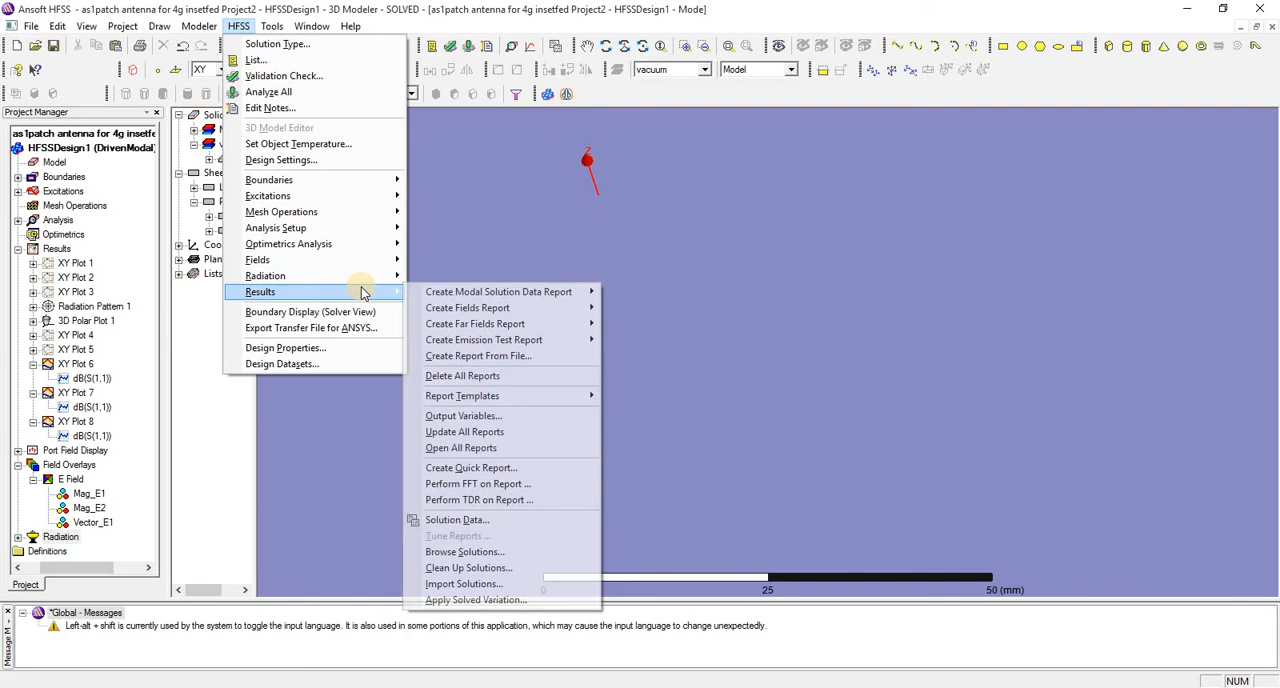 Ansoft HFSS - as1patch antenna for 4g insetfed Project2 - HFSSDesign1 - 3D Modeler - SOLVED - [as1patch antenna for 4g insetfed Project2 - HFSSDesign1 - Mode]
File Edit View Project Draw Modeler HFSS Tools Window Help
XY
vacuum
Model
Project Manager
as1patch antenna for 4g insetfe
HFSSDesign1 (DrivenModal)
Model
Boundaries
Excitations
Mesh Operations
Analysis
Optimetrics
Results
XY Plot 1
XY Plot 2
XY Plot 3
Radiation Pattern 1
3D Polar Plot 1
XY Plot 4
XY Plot 5
XY Plot 6
dB(S(1,1))
XY Plot 7
dB(S(1,1))
XY Plot 8
dB(S(1,1))
Port Field Display
Field Overlays
E Field
Mag_E1
Mag_E2
Vector_E1
Radiation
Definitions
Project
Solid
Shee
Coo
Plan
Lists
Solution Type...
List...
Validation Check...
Analyze All
Edit Notes...
3D Model Editor
Set Object Temperature...
Design Settings...
Boundaries
Excitations
Mesh Operations
Analysis Setup
Optimetrics Analysis
Fields
Radiation
Results
Boundary Display (Solver View)
Export Transfer File for ANSYS...
Design Properties...
Design Datasets...
Create Modal Solution Data Report
Create Fields Report
Create Far Fields Report
Create Emission Test Report
Create Report From File...
Delete All Reports
Report Templates
Output Variables...
Update All Reports
Open All Reports
Create Quick Report...
Perform FFT on Report ...
Perform TDR on Report ...
Solution Data...
Tune Reports ...
Browse Solutions...
Clean Up Solutions...
Import Solutions...
Apply Solved Variation...
Z
0 25 50 (mm)
Message M
*Global - Messages
Left-alt + shift is currently used by the system to toggle the input language. It is also used in some portions of this application, which may cause the input language to change unexpectedly.
NUM